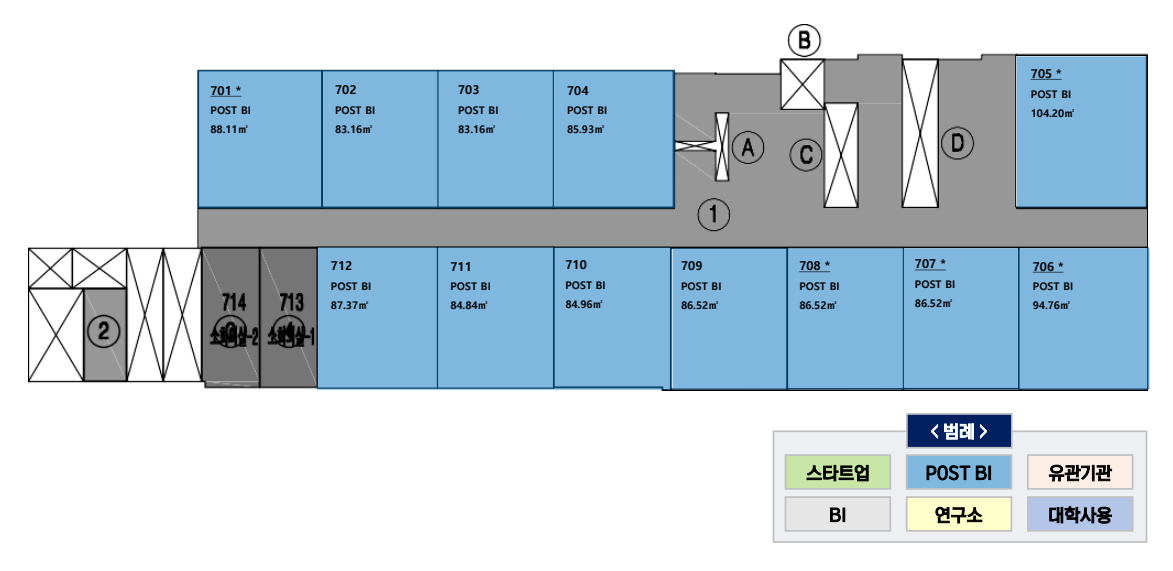 B
701 *
POST BI
88.11㎡
702
POST BI
83.16㎡
703
POST BI
83.16㎡
704
POST BI
85.93㎡
705 *
POST BI
104.20㎡
A
C
D
1
712
POST BI
87.37㎡
711
POST BI
84.84㎡
710
POST BI
84.96㎡
709
POST BI
86.52㎡
708 *
POST BI
86.52㎡
707 *
POST BI
86.52㎡
706 *
POST BI
94.76㎡
714
713
2
< 범례 >
스타트업
POST BI
유관기관
BI
연구소
대학사용